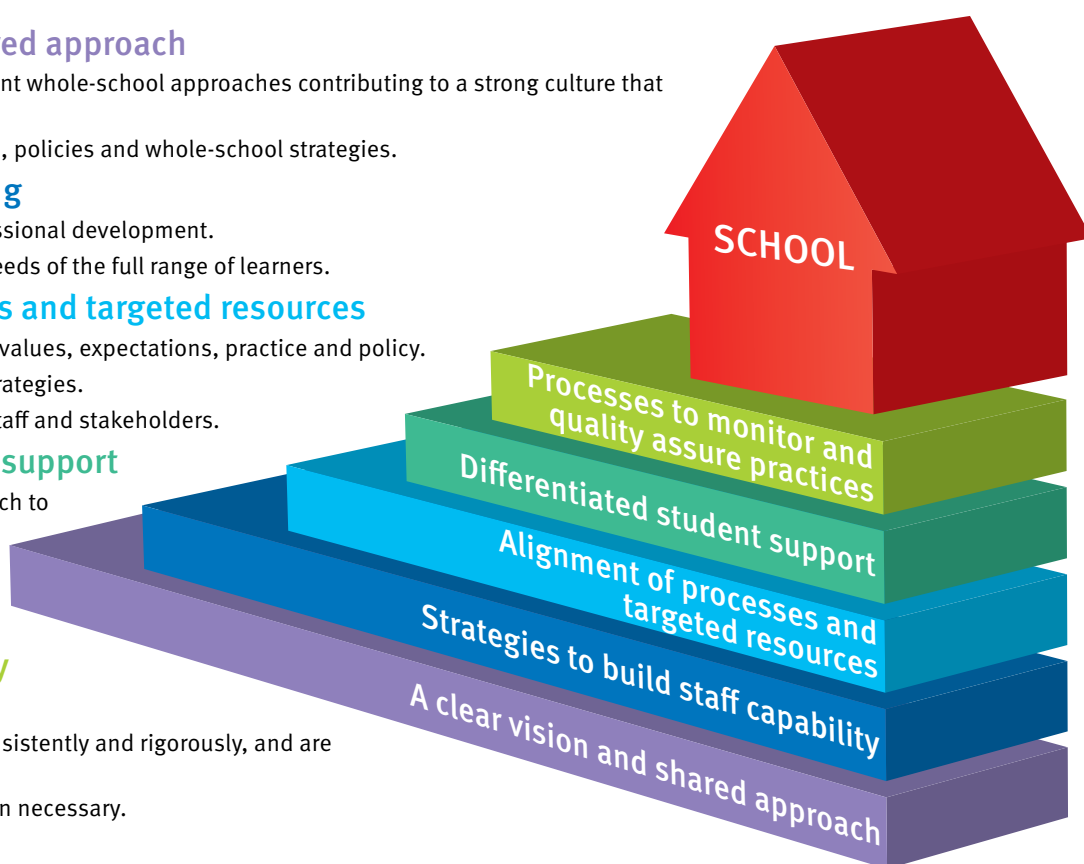 ed approach
nt whole-school approaches contributing to a strong culture that
, policies and whole-school strategies.
g
ssional development.
eeds of the full range of learners.
s and targeted resources
values, expectations, practice and policy.
rategies.
taff and stakeholders.
support
ch to
y
sistently and rigorously, and are
n necessary.
SCHOOL
Processes to monitor and
quality assure practices
Differentiated student support
Alignment of processes and
targeted resources
Strategies to build staff capability
A clear vision and shared approach